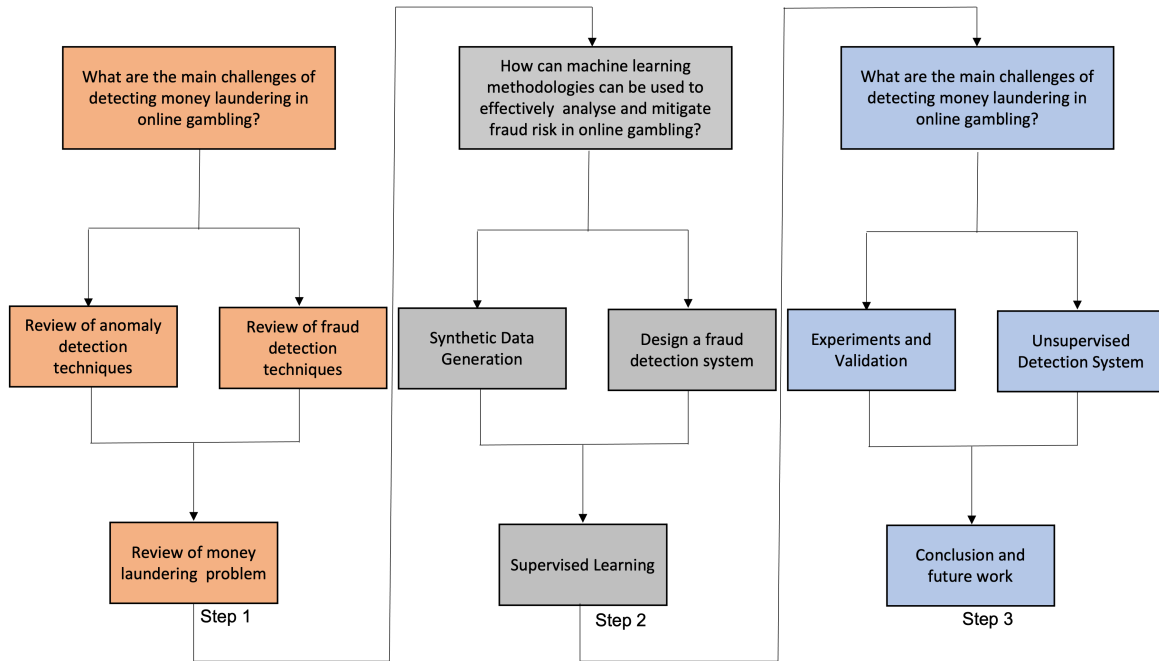 What are the main challenges of
detecting money laundering in
online gambling?
Review of anomaly
detection
techniques
Review of fraud
detection
techniques
Review of money
laundering problem
Step 1
How can machine learning
methodologies can be used to
effectively analyse and mitigate
fraud risk in online gambling?
Synthetic Data
Generation
Design a fraud
detection system
Supervised Learning
Step 2
What are the main challenges of
detecting money laundering in
online gambling?
Experiments and
Validation
Unsupervised
Detection System
Conclusion and
future work
Step 3